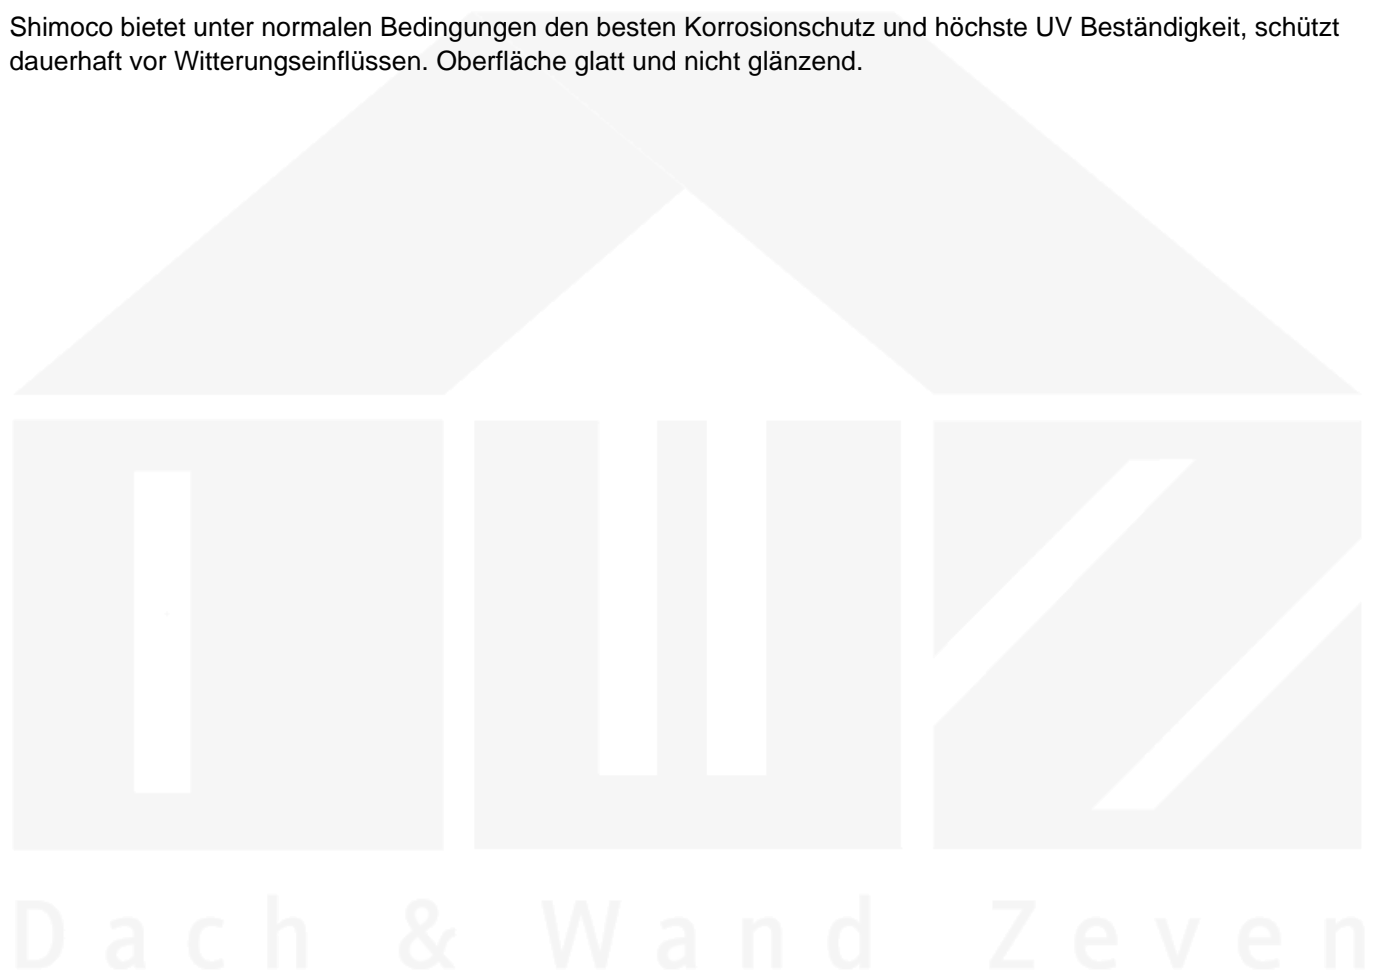 Shimoco bietet unter normalen Bedingungen den besten Korrosionschutz und höchste UV Beständigkeit, schützt
dauerhaft vor Witterungseinflüssen. Oberfläche glatt und nicht glänzend.
Dach & Wand Zeven